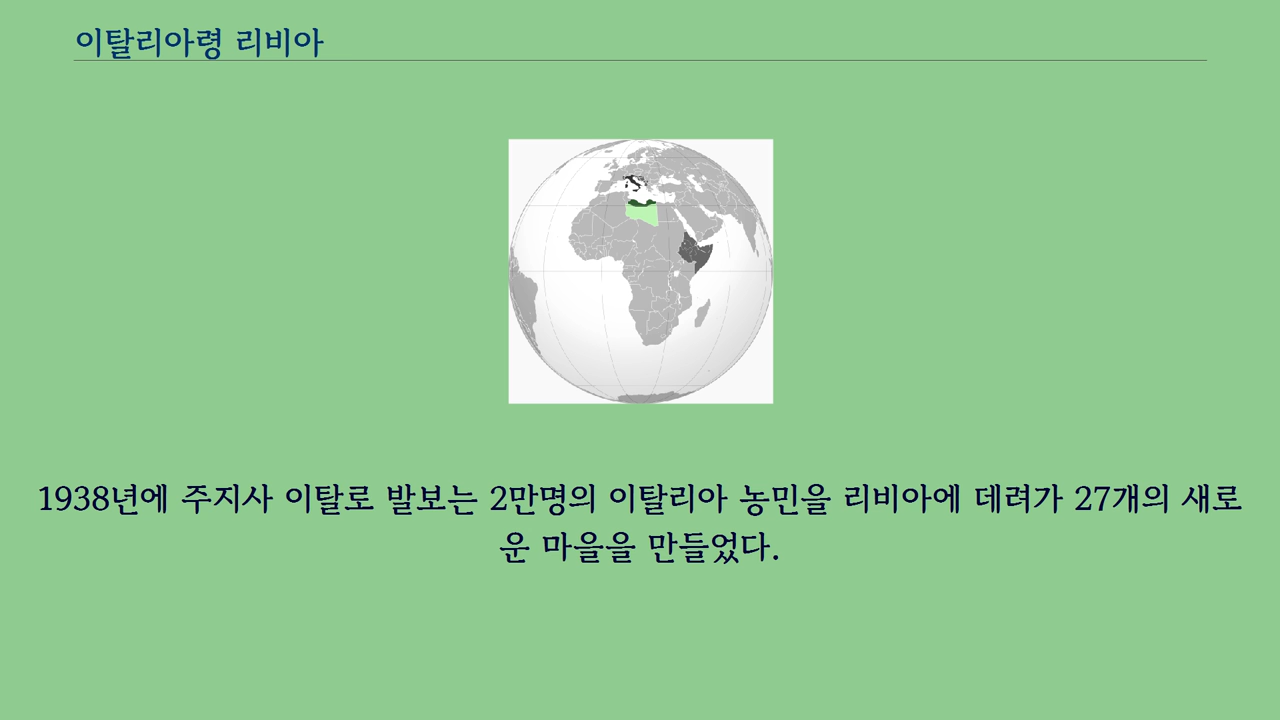 이탈리아령 리비아
1938년에 주지사 이탈로 발보는 2만명의 이탈리아 농민을 리비아에 데려가 27개의 새로
운 마을을 만들었다.